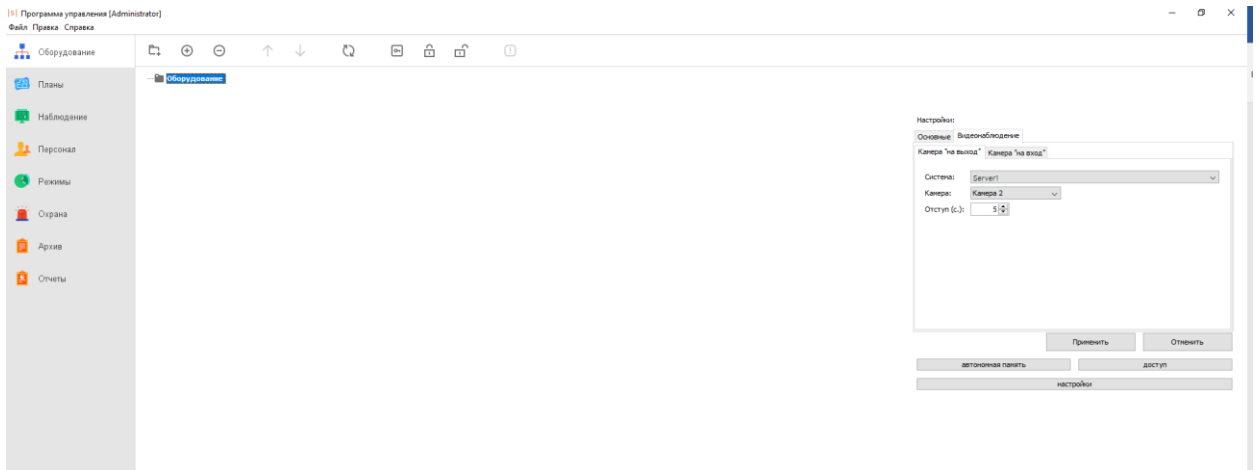 |S| Программа управления [Administrator]
Файл Правка Справка
Оборудование
Планы
Наблюдение
Персонал
Режимы
Охрана
Архив
Отчеты
Оборудование
Настройки:
Основные Видеонаблюдение
Камера "на выход" Камера "на вход"
Система: Server1
Камера: Камера 2
Отступ (с.): 5
Применить Отменить
автономная память доступ
настройки